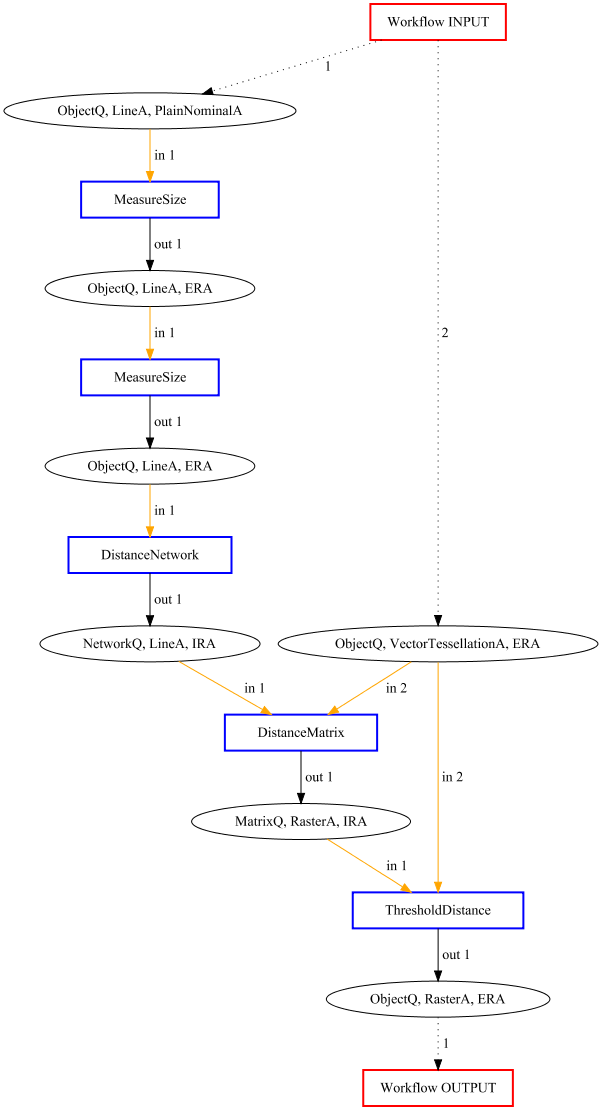 Workflow INPUT
1
ObjectQ, LineA, PlainNominalA
in 1
MeasureSize
out 1
ObjectQ, LineA, ERA
in 1
2
MeasureSize
out 1
ObjectQ, LineA, ERA
in 1
DistanceNetwork
out 1
NetworkQ, LineA, IRA
ObjectQ, VectorTessellationA, ERA
in 1
in 2
DistanceMatrix
out 1
in 2
MatrixQ, RasterA, IRA
in 1
ThresholdDistance
out 1
ObjectQ, RasterA, ERA
1
Workflow OUTPUT